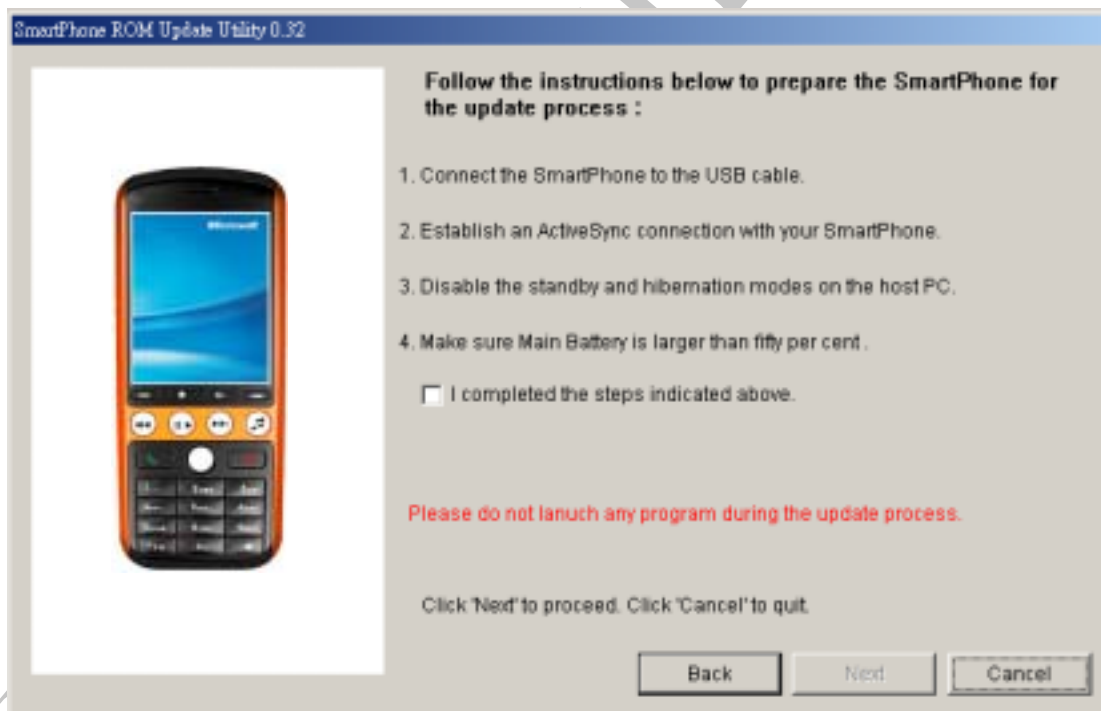 SmartPhone ROM Update Utility 0.32
Follow the instructions below to prepare the SmartPhone for
the update process :
1. Connect the SmartPhone to the USB cable.
2. Establish an ActiveSync connection with your SmartPhone.
3. Disable the standby and hibernation modes on the host PC.
4. Make sure Main Battery is larger than fifty per cent .
I completed the steps indicated above.
Please do not lanuch any program during the update process.
Click 'Next' to proceed. Click 'Cancel' to quit.
Back
Next
Cancel